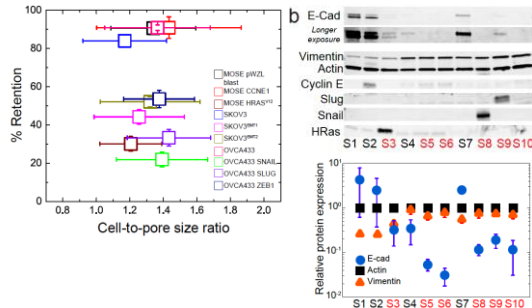 % Retention
100
80
60
40
20
0
MOSE pWZL
blast
MOSE CCNE1
MOSE HRAS
SKOV3
SKOV3
SKOV3
OVCA433
OVCA433 SNAIL
OVCA433 SLUG
OVCA433 ZEB1
1.0
1.2
1.4
1.6
1.8
2.0
Cell-to-pore size ratio
b
E-Cad
Longer
exposure
Vimentin
Actin
Cyclin E
Slug
Snail
HRas
S1 S2 S3 S4 S5 S6 S7 S8 S9 S10
Relative protein expression
10¹
10⁰
10⁻¹
10⁻²
E-cad
Actin
Vimentin
S1 S2 S3 S4 S5 S6 S7 S8 S9 S10